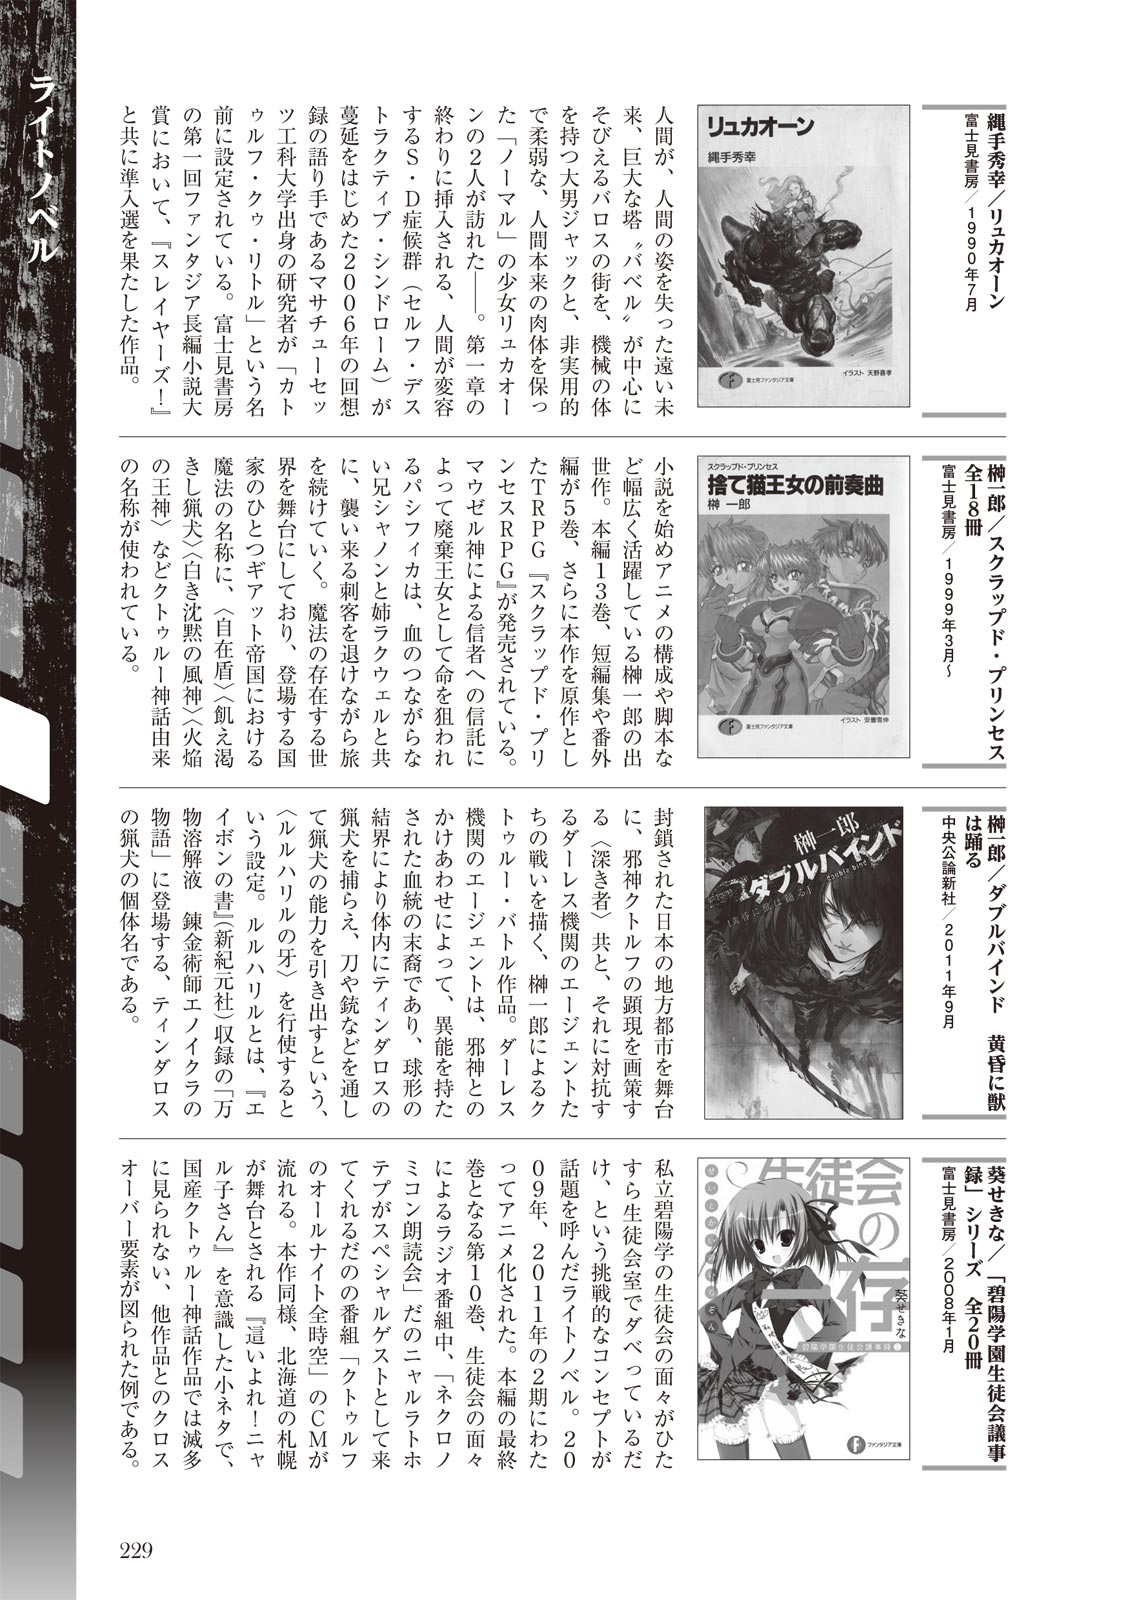 ライトノベル
縄手秀幸／リュカオーン
富士見書房／1990年7月
リュカオーン
縄手秀幸
イラスト 天野喜孝
富士見ファンタジア文庫
人間が、人間の姿を失った遠い未
来、巨大な塔〝バベル〟が中心に
そびえるバロスの街を、機械の体
を持つ大男ジャックと、非実用的
で柔弱な、人間本来の肉体を保っ
た「ノーマル」の少女リュカオー
ンの2人が訪れた――。第一章の
終わりに挿入される、人間が変容
するS・D症候群（セルフ・デス
トラクティブ・シンドローム）が
蔓延をはじめた2006年の回想
録の語り手であるマサチューセッ
ツ工科大学出身の研究者が「カト
ゥルフ・クゥ・リトル」という名
前に設定されている。富士見書房
の第一回ファンタジア長編小説大
賞において、『スレイヤーズ！』
と共に準入選を果たした作品。
榊一郎／スクラップド・プリンセス
全18冊
富士見書房／1999年3月～
スクラップド・プリンセス
捨て猫王女の前奏曲
榊 一郎
イラスト 安曇雪伸
富士見ファンタジア文庫
小説を始めアニメの構成や脚本な
ど幅広く活躍している榊一郎の出
世作。本編13巻、短編集や番外
編が5巻、さらに本作を原作とし
たTRPG『スクラップド・プリ
ンセスRPG』が発売されている。
マウゼル神による信者への信託に
よって廃棄王女として命を狙われ
るパシフィカは、血のつながらな
い兄シャノンと姉ラクウェルと共
に、襲い来る刺客を退けながら旅
を続けていく。魔法の存在する世
界を舞台にしており、登場する国
家のひとつギアット帝国における
魔法の名称に、〈自在盾〉〈飢え渇
きし猟犬〉〈白き沈黙の風神〉〈火焔
の王神〉などクトゥルー神話由来
の名称が使われている。
榊一郎／ダブルバインド　黄昏に獣
は踊る
中央公論新社／2011年9月
榊一郎
ダブルバインド
double bind
黄昏に獣は踊る
封鎖された日本の地方都市を舞台
に、邪神クトルフの顕現を画策す
る〈深き者〉共と、それに対抗す
るダーレス機関のエージェントた
ちの戦いを描く、榊一郎によるク
トゥルー・バトル作品。ダーレス
機関のエージェントは、邪神との
かけあわせによって、異能を持た
された血統の末裔であり、球形の
結界により体内にティンダロスの
猟犬を捕らえ、刀や銃などを通し
て猟犬の能力を引き出すという、
〈ルルハリルの牙〉を行使すると
いう設定。ルルハリルとは、『エ
イボンの書』（新紀元社）収録の「万
物溶解液　錬金術師エノイクラの
物語」に登場する、ティンダロス
の猟犬の個体名である。
葵せきな／「碧陽学園生徒会議事
録」シリーズ　全20冊
富士見書房／2008年1月
生徒会の一存
せいとかいのいちぞん
葵せきな
碧陽学園生徒会議事録1
ファンタジア文庫
私立碧陽学の生徒会の面々がひた
すら生徒会室でダベっているだ
け、という挑戦的なコンセプトが
話題を呼んだライトノベル。20
09年、2011年の2期にわた
ってアニメ化された。本編の最終
巻となる第10巻、生徒会の面々
によるラジオ番組中、「ネクロノ
ミコン朗読会」だのニャルラトホ
テプがスペシャルゲストとして来
てくれるだのの番組「クトゥルフ
のオールナイト全時空」のCMが
流れる。本作同様、北海道の札幌
が舞台とされる『這いよれ！ニャ
ル子さん』を意識した小ネタで、
国産クトゥルー神話作品では滅多
に見られない、他作品とのクロス
オーバー要素が図られた例である。
229